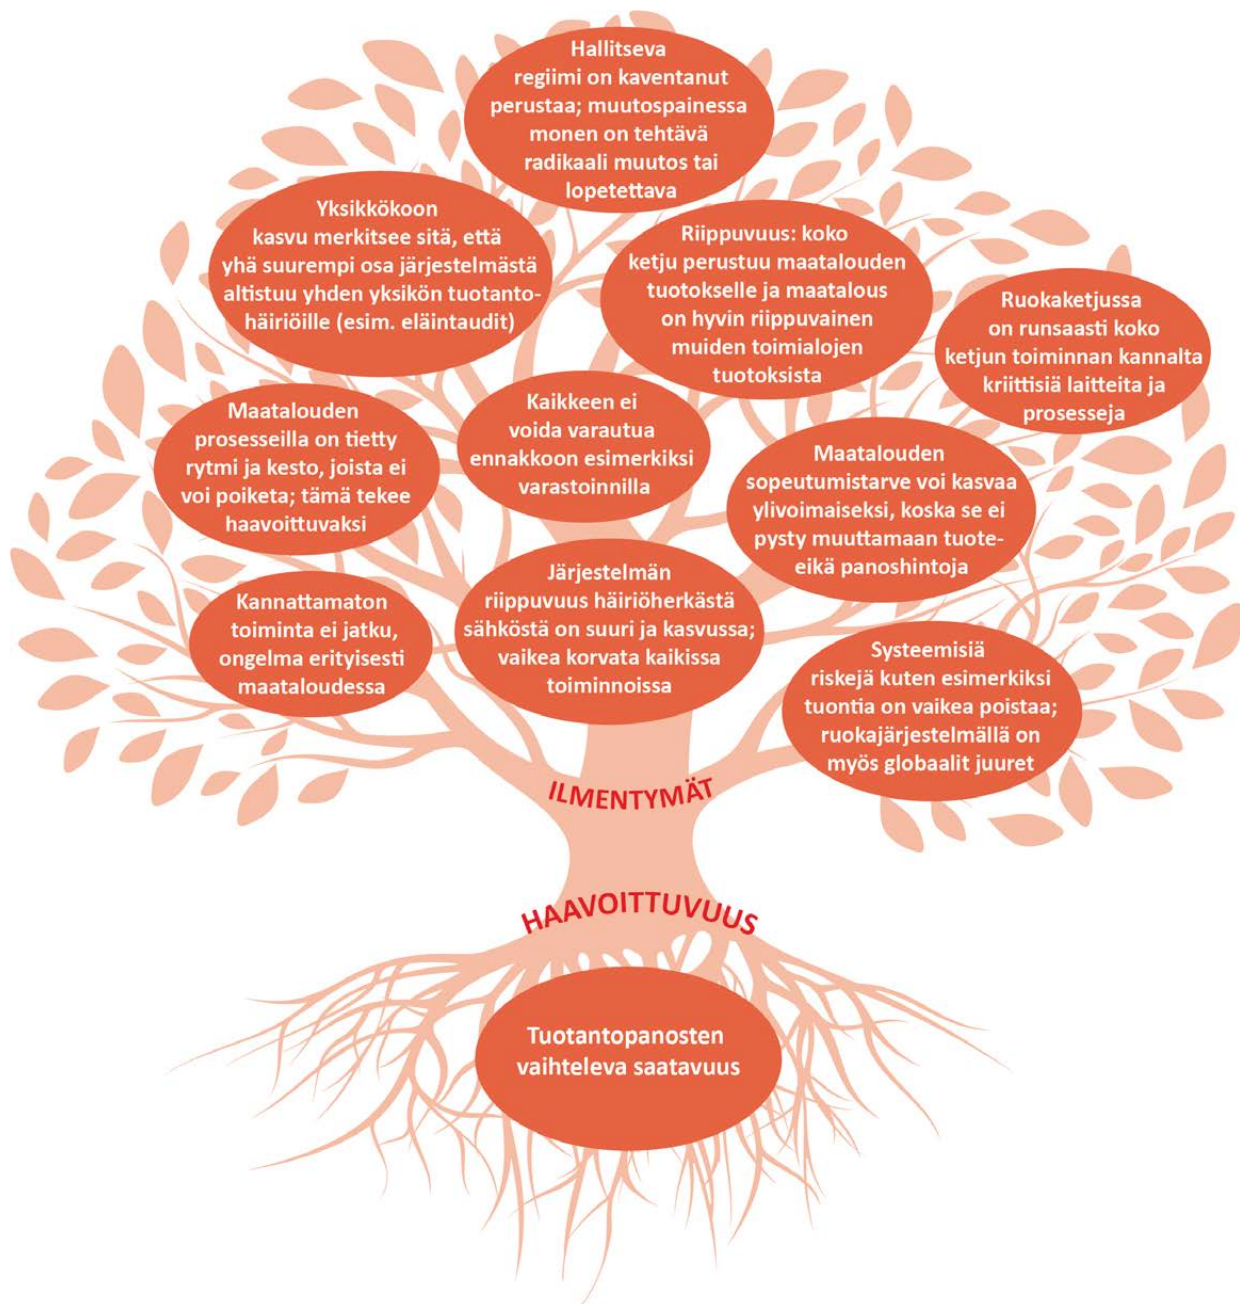 Hallitseva
regiimi on kaventanut
perustaa; muutospainessa
monen on tehtävä
radikaali muutos tai
lopetettava
Yksikkökoon
kasvu merkitsee sitä, että
yhä suurempi osa järjestelmästä
altistuu yhden yksikön tuotanto-
häiriöille (esim. eläintaudit)
Riippuvuus: koko
ketju perustuu maatalouden
tuotokselle ja maatalous
on hyvin riippuvainen
muiden toimialojen
tuotoksista
Ruokaketjussa
on runsaasti koko
ketjun toiminnan kannalta
kriittisiä laitteita ja
prosesseja
Maatalouden
prosesseilla on tietty
rytmi ja kesto, joista ei
voi poiketa; tämä tekee
haavoittuvaksi
Kaikkeen ei
voida varautua
ennakkoon esimerkiksi
varastoinnilla
Maatalouden
sopeutumistarve voi kasvaa
ylivoimaiseksi, koska se ei
pysty muuttamaan tuote-
eikä panoshintoja
Kannattamaton
toiminta ei jatku,
ongelma erityisesti
maataloudessa
Järjestelmän
riippuvuus häiriöherkästä
sähköstä on suuri ja kasvussa;
vaikea korvata kaikissa
toiminnoissa
Systeemisiä
riskejä kuten esimerkiksi
tuontia on vaikea poistaa;
ruokajärjestelmällä on
myös globaalit juuret
ILMENTYMÄT
HAAVOITTUVUUS
Tuotantopanosten
vaihteleva saatavuus